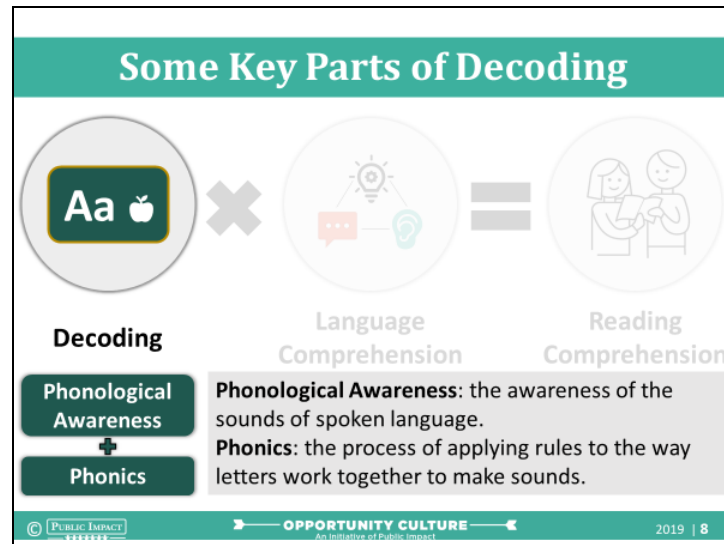 Some Key Parts of Decoding
Aa
Decoding
Language
Comprehension
Reading
Comprehension
Phonological
Awareness
Phonics
Phonological Awareness: the awareness of the
sounds of spoken language.
Phonics: the process of applying rules to the way
letters work together to make sounds.
© PUBLIC IMPACT
OPPORTUNITY CULTURE
An Initiative of Public Impact
2019 | 8